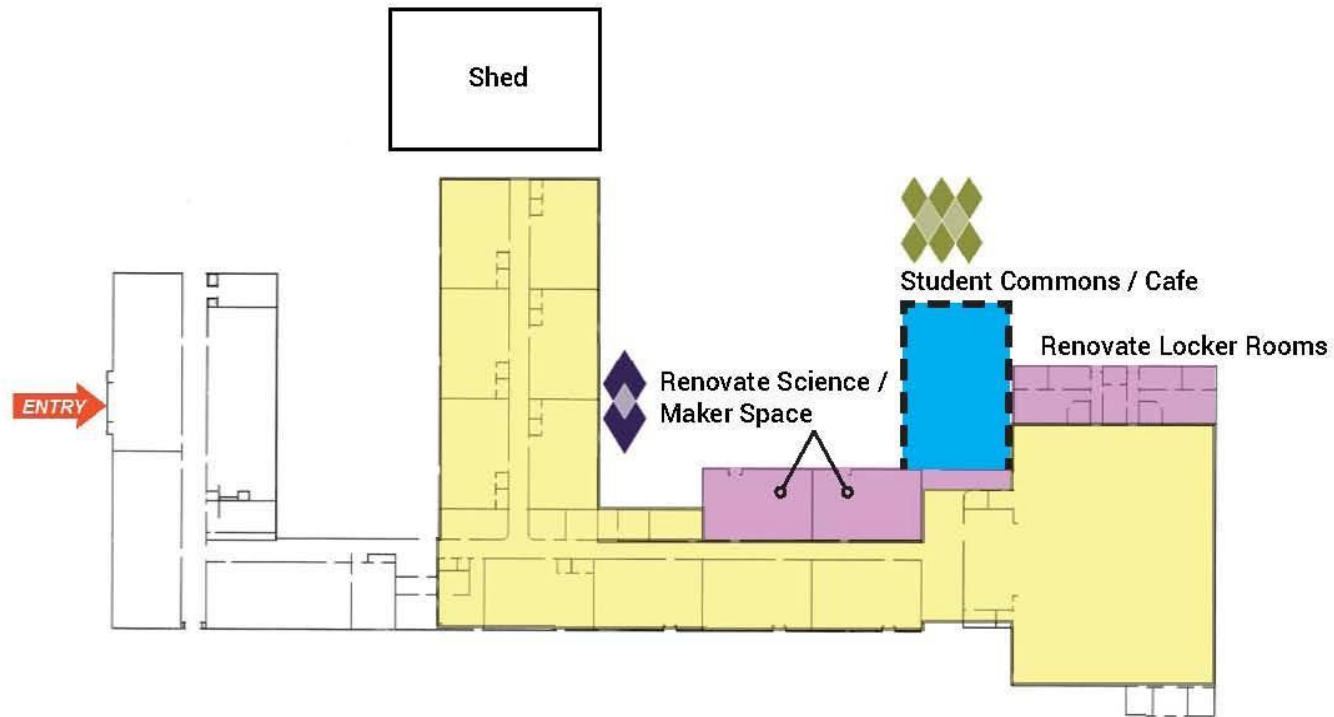 Shed
Student Commons / Cafe
Renovate Locker Rooms
Renovate Science /
Maker Space
ENTRY